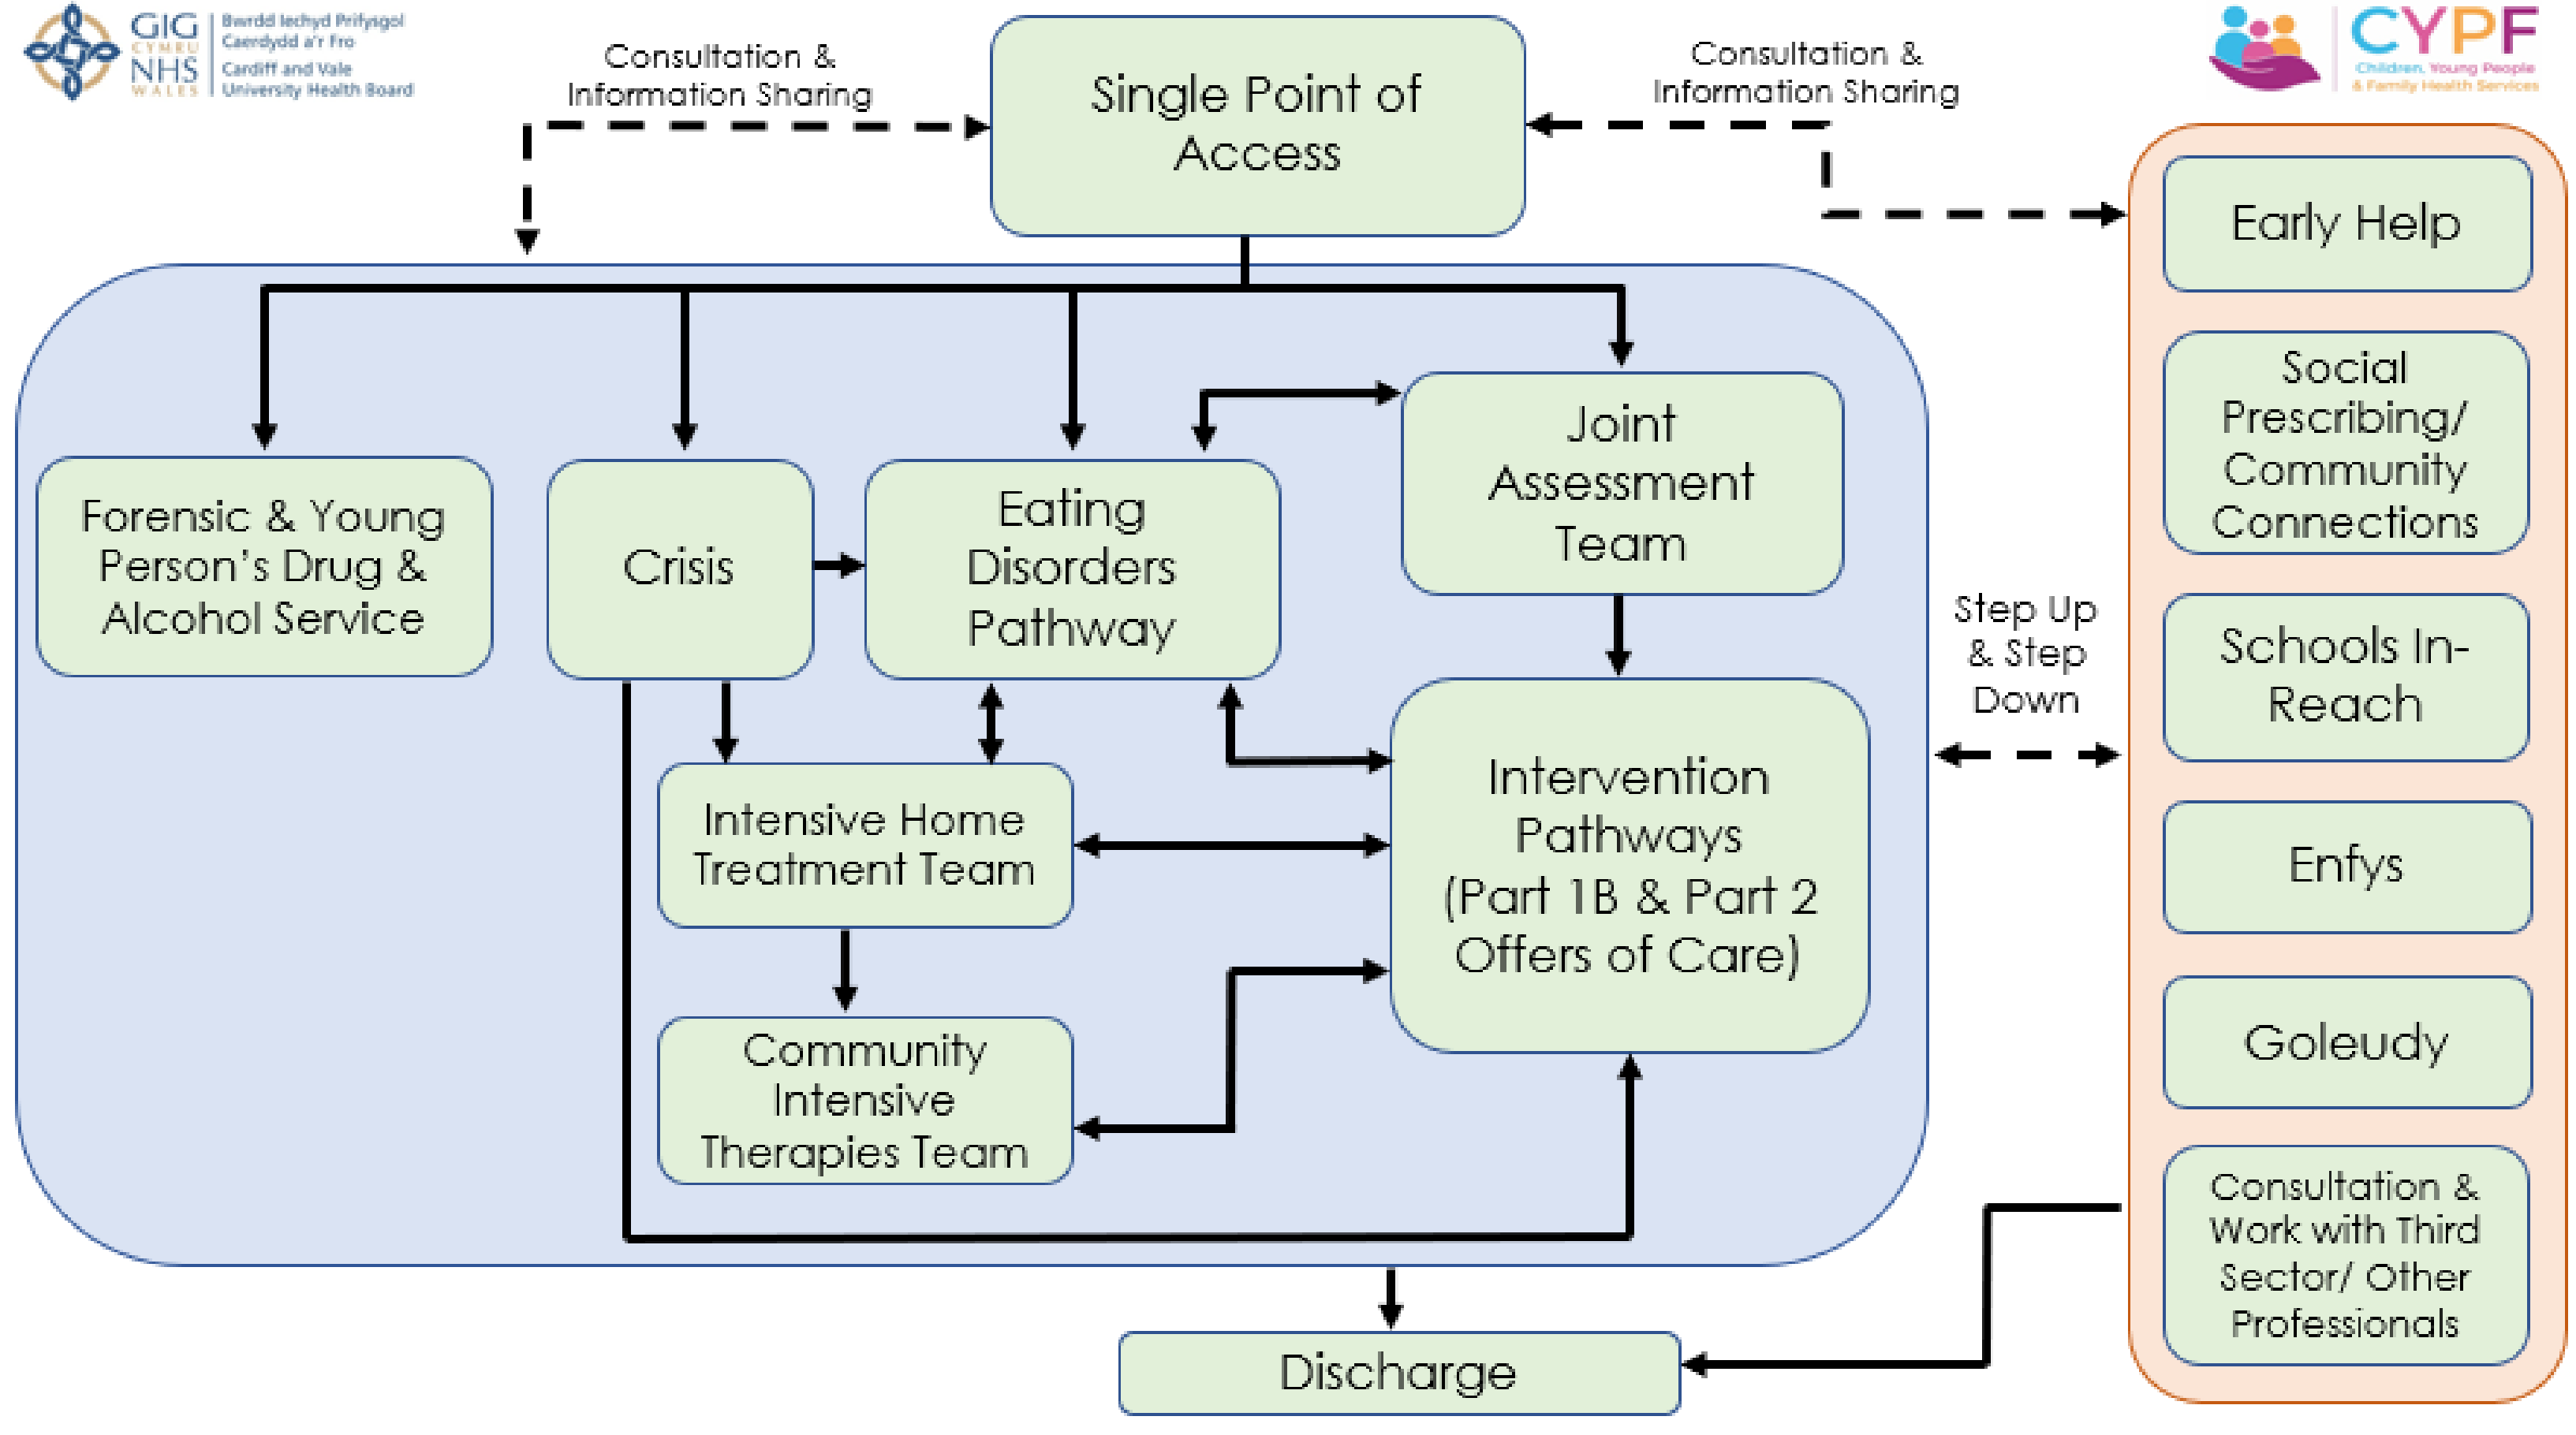 GIG
CYMRU
NHS
WALES
Bwrdd Iechyd Prifysgol
Caerdydd a'r Fro
Cardiff and Vale
University Health Board
Consultation &
Information Sharing
Single Point of
Access
Consultation &
Information Sharing
CYPF
Children, Young People
& Family Health Services
Forensic & Young
Person's Drug &
Alcohol Service
Crisis
Eating
Disorders
Pathway
Joint
Assessment
Team
Intensive Home
Treatment Team
Intervention
Pathways
(Part 1B & Part 2
Offers of Care)
Community
Intensive
Therapies Team
Step Up
& Step
Down
Early Help
Social
Prescribing/
Community
Connections
Schools In-
Reach
Enfys
Goleudy
Consultation &
Work with Third
Sector/ Other
Professionals
Discharge